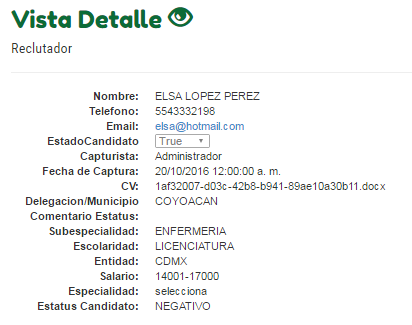 Vista Detalle
Reclutador
Nombre: ELSA LOPEZ PEREZ
Telefono: 5543332198
Email: elsa@hotmail.com
EstadoCandidato True
Capturista: Administrador
Fecha de Captura: 20/10/2016 12:00:00 a. m.
CV: 1af32007-d03c-42b8-b941-89ae10a30b11.docx
Delegacion/Municipio COYOACAN
Comentario Estatus:
Subespecialidad: ENFERMERIA
Escolaridad: LICENCIATURA
Entidad: CDMX
Salario: 14001-17000
Especialidad: selecciona
Estatus Candidato: NEGATIVO